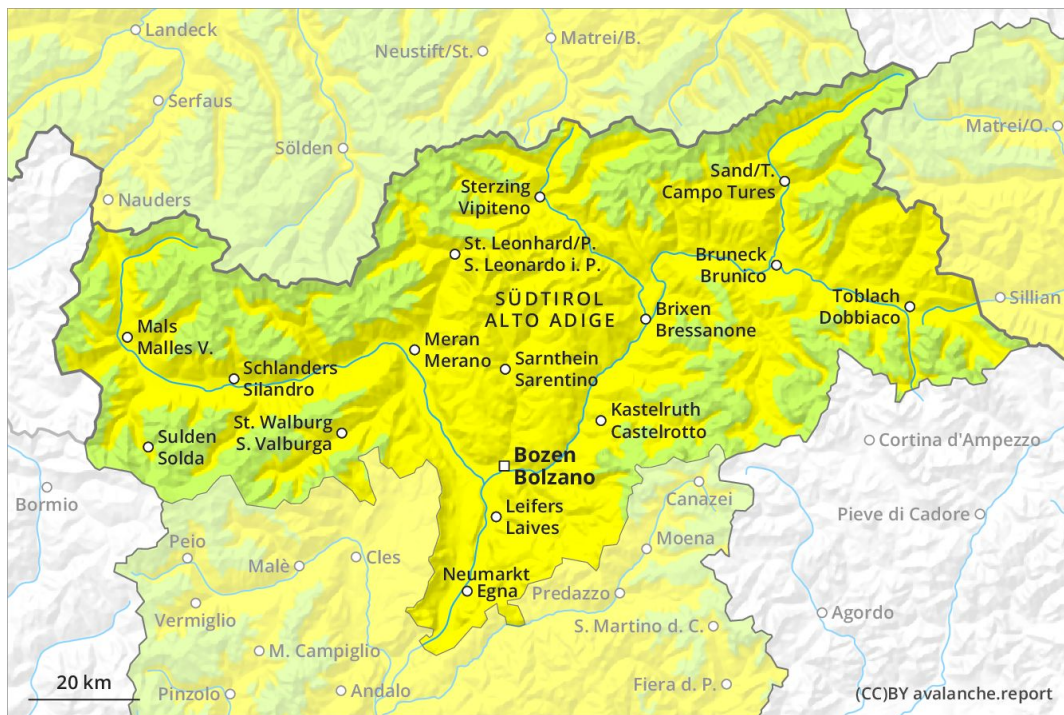 Landeck
Matrei/B.
Neustift/St.
Serfaus
Matrei/O.
Sölden
Sand/T.
Campo Tures
Nauders
Sterzing
Vipiteno
St. Leonhard/P.
S. Leonardo i. P.
Bruneck
Brunico
SÜDTIROL
ALTO ADIGE
Toblach
Dobbiaco
Sillian
Brixen
Bressanone
Mals
Malles V.
Meran
Merano
Sarnthein
Sarentino
Schlanders
Silandro
Kastelruth
Castelrotto
St. Walburg
S. Valburga
Sulden
Solda
Cortina d'Ampezzo
Bozen
Bolzano
Bormio
Canazei
Leifers
Laives
Pieve di Cadore
Moena
Peio
Cles
Malè
Neumarkt
Egna
Predazzo
Vermiglio
Agordo
S. Martino d. C.
M. Campiglio
20 km
Pinzolo
Andalo
Fiera d. P.
(CC)BY avalanche.report